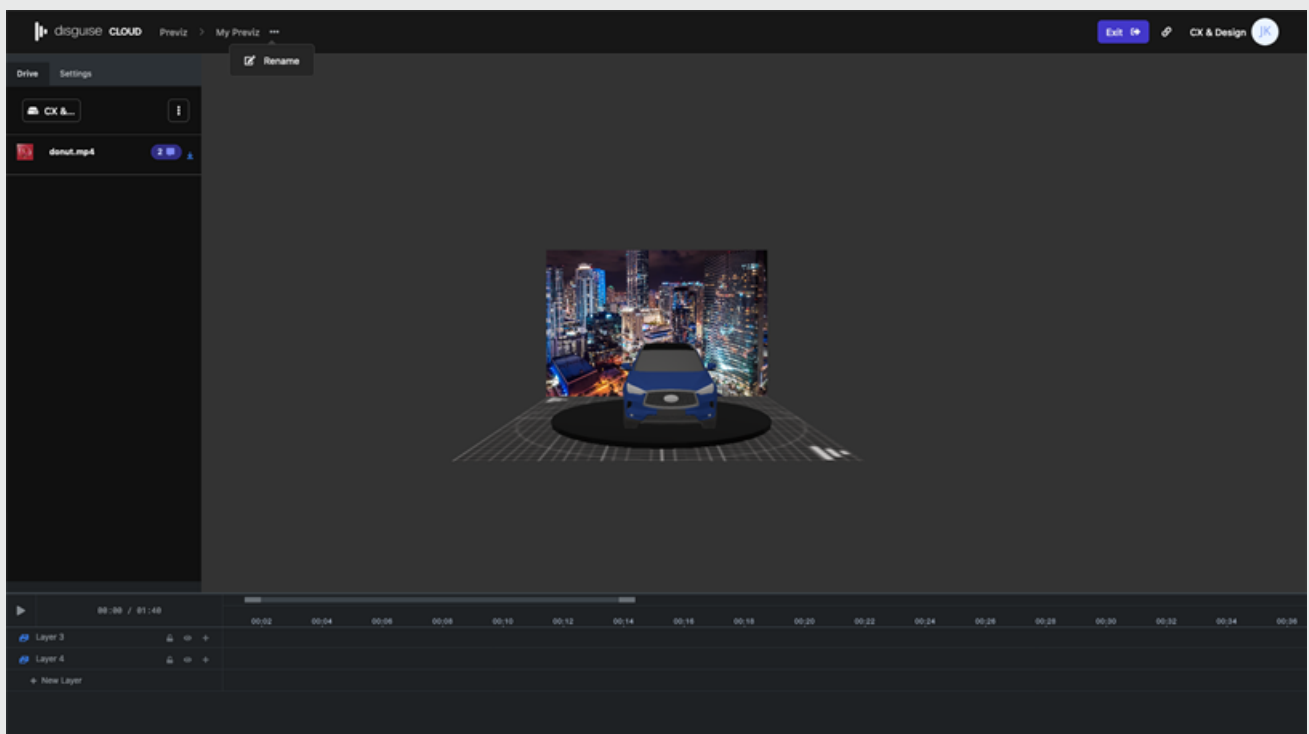 disguise CLOUD Previz > My Previz ···
Exit CX & Design JK
Rename
Drive Settings
CX &...
donut.mp4 2
00:00 / 01:40
00;02 00;04 00;06 00;08 00;10 00;12 00;14 00;16 00;18 00;20 00;22 00;24 00;26 00;28 00;30 00;32 00;34 00;36
Layer 3
Layer 4
+ New Layer